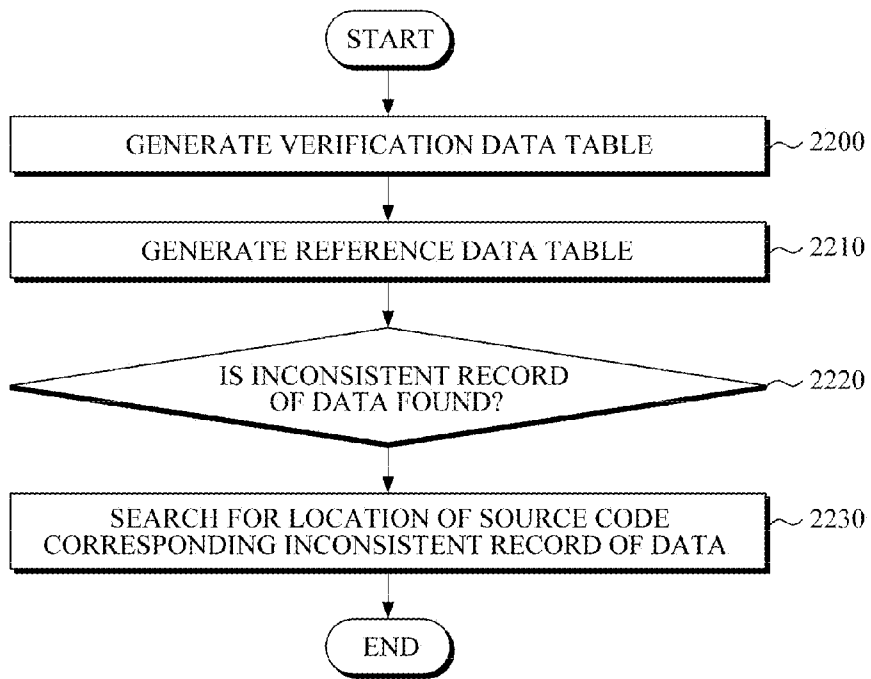 START
GENERATE VERIFICATION DATA TABLE
2200
GENERATE REFERENCE DATA TABLE
2210
IS INCONSISTENT RECORD
OF DATA FOUND?
2220
SEARCH FOR LOCATION OF SOURCE CODE
CORRESPONDING INCONSISTENT RECORD OF DATA
2230
END